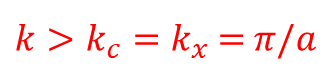 k > k_c = k_x = π/a